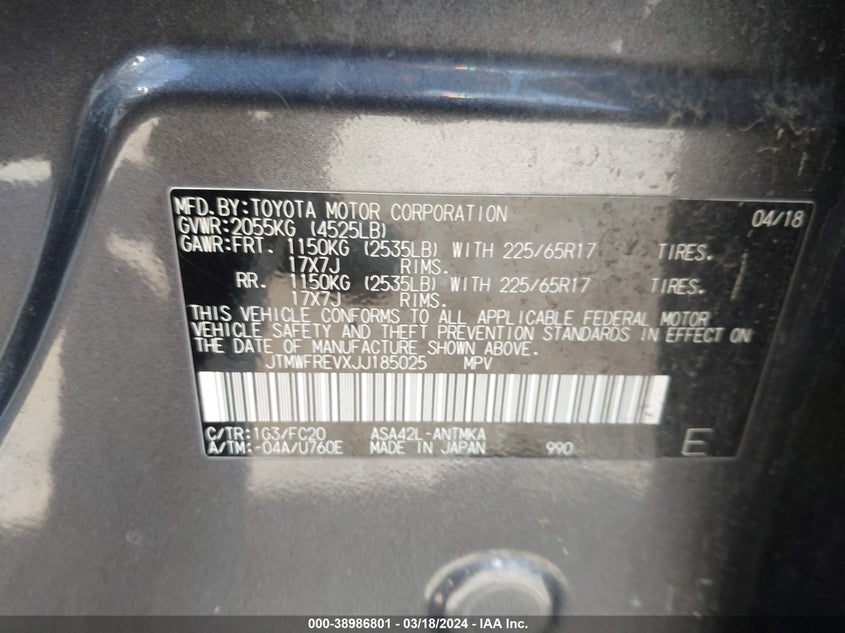 MFD.BY:TOYOTA MOTOR CORPORATION 04/18
GVWR:2055KG (4525LB)
GAWR:FRT. 1150KG (2535LB) WITH 225/65R17 TIRES.
17X7J RIMS.
RR. 1150KG (2535LB) WITH 225/65R17 TIRES.
17X7J RIMS.
THIS VEHICLE CONFORMS TO ALL APPLICABLE FEDERAL MOTOR
VEHICLE SAFETY AND THEFT PREVENTION STANDARDS IN EFFECT ON
THE DATE OF MANUFACTURE SHOWN ABOVE.
JTMWFREVXJJ185025 MPV
C/TR:1G3/FC20 ASA42L-ANTMKA
A/TM:-04A/U760E MADE IN JAPAN 990 E
000-38986801 - 03/18/2024 - IAA Inc.